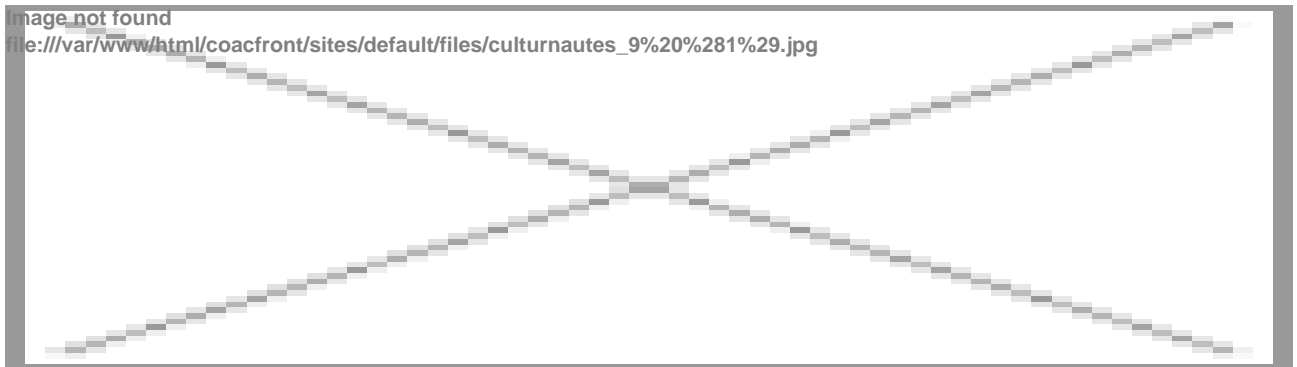 Image not found
file:///var/www/html/coacfront/sites/default/files/culturnautes_9%20%281%29.jpg